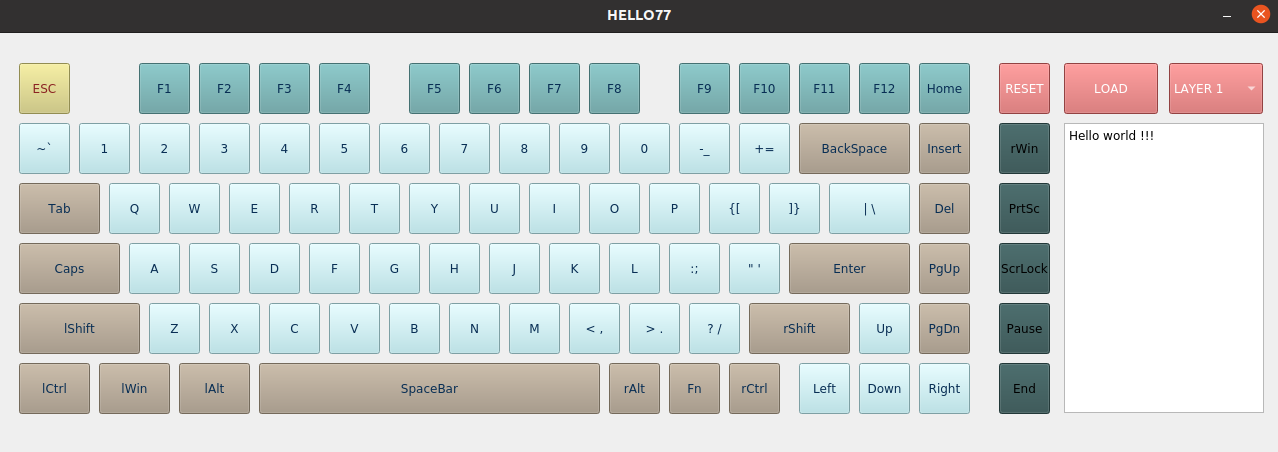 HELLO77
ESC F1 F2 F3 F4 F5 F6 F7 F8 F9 F10 F11 F12 Home RESET LOAD LAYER 1
~` 1 2 3 4 5 6 7 8 9 0 -_ += BackSpace Insert rWin Hello world !!!
Tab Q W E R T Y U I O P {[ ]} | \ Del PrtSc
Caps A S D F G H J K L :; " ' Enter PgUp ScrLock
lShift Z X C V B N M < , > . ? / rShift Up PgDn Pause
lCtrl lWin lAlt SpaceBar rAlt Fn rCtrl Left Down Right End